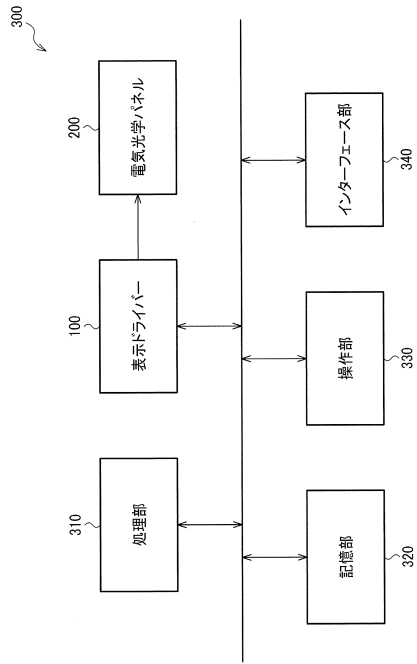 300
310
処理部
100
表示ドライバー
200
電気光学パネル
記憶部
320
操作部
330
インターフェース部
340